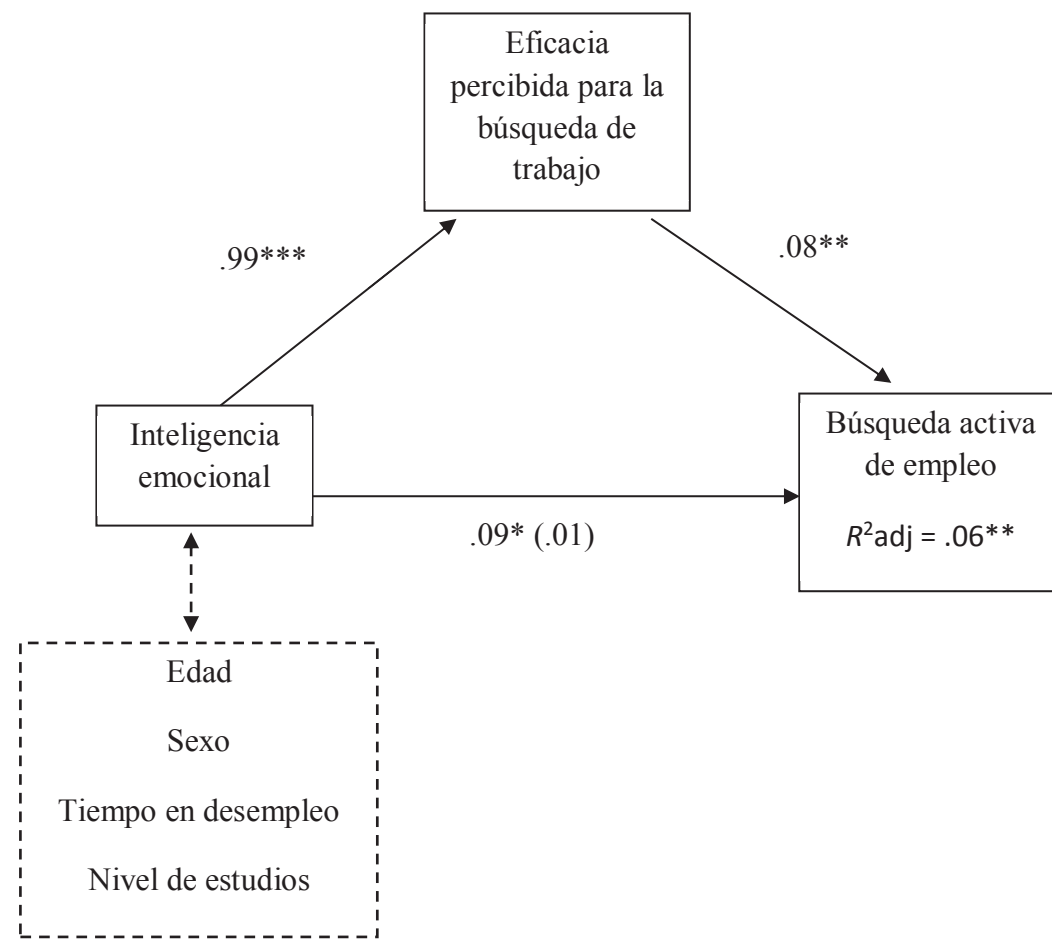 Eficacia
percibida para la
búsqueda de
trabajo
.99***
.08**
Inteligencia
emocional
Búsqueda activa
de empleo
R²adj = .06**
.09* (.01)
Edad
Sexo
Tiempo en desempleo
Nivel de estudios